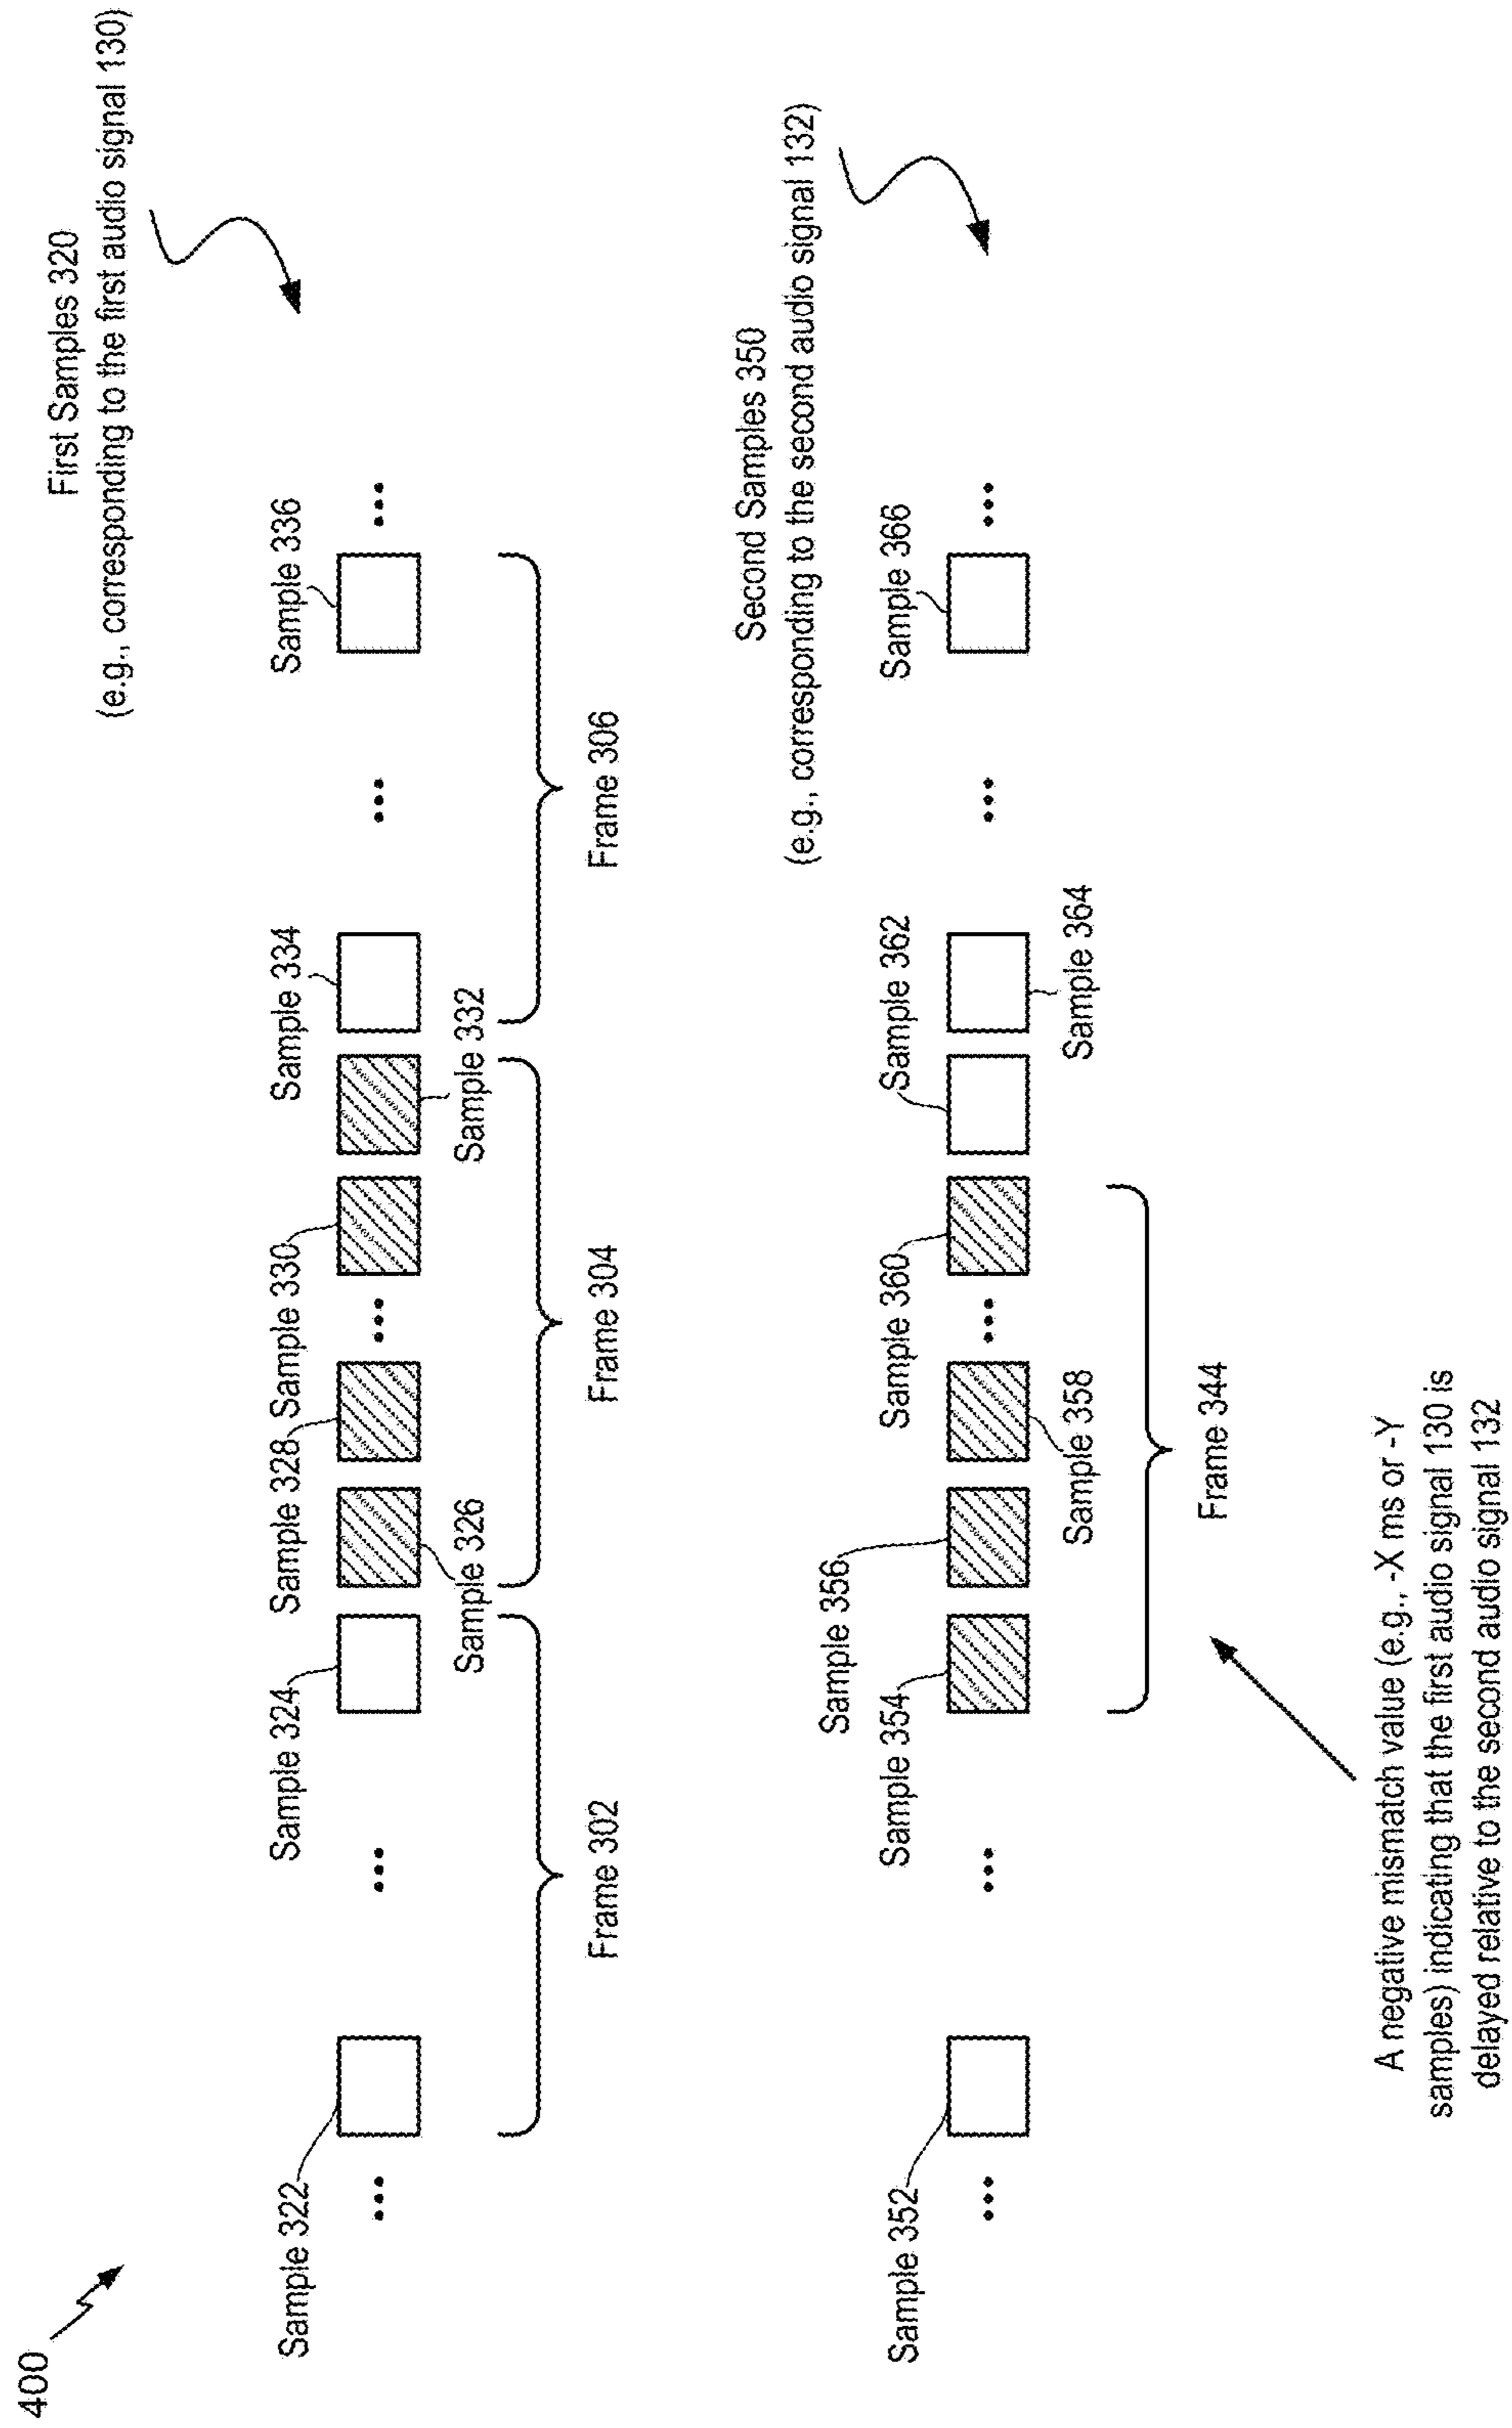 400
First Samples 320
(e.g., corresponding to the first audio signal 130)
Sample 322
Sample 324
Sample 328
Sample 330
Sample 334
Sample 336
...
...
...
...
...
Sample 326
Sample 332
Frame 302
Frame 304
Frame 306
Second Samples 350
(e.g., corresponding to the second audio signal 132)
Sample 356
Sample 352
Sample 354
Sample 360
Sample 362
Sample 366
...
...
...
...
...
Sample 358
Sample 364
Frame 344
A negative mismatch value (e.g., -X ms or -Y
samples) indicating that the first audio signal 130 is
delayed relative to the second audio signal 132